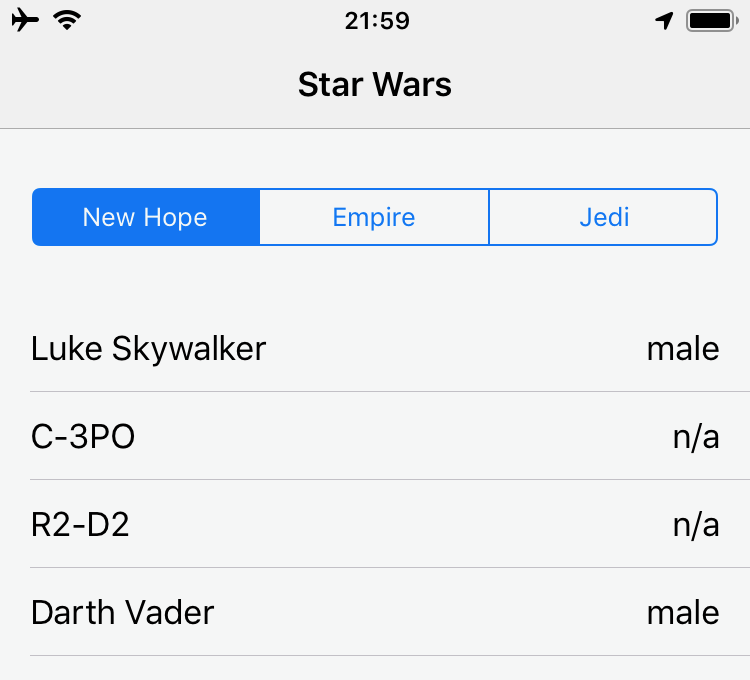 21:59
Star Wars
New Hope Empire Jedi
Luke Skywalker male
C-3PO n/a
R2-D2 n/a
Darth Vader male